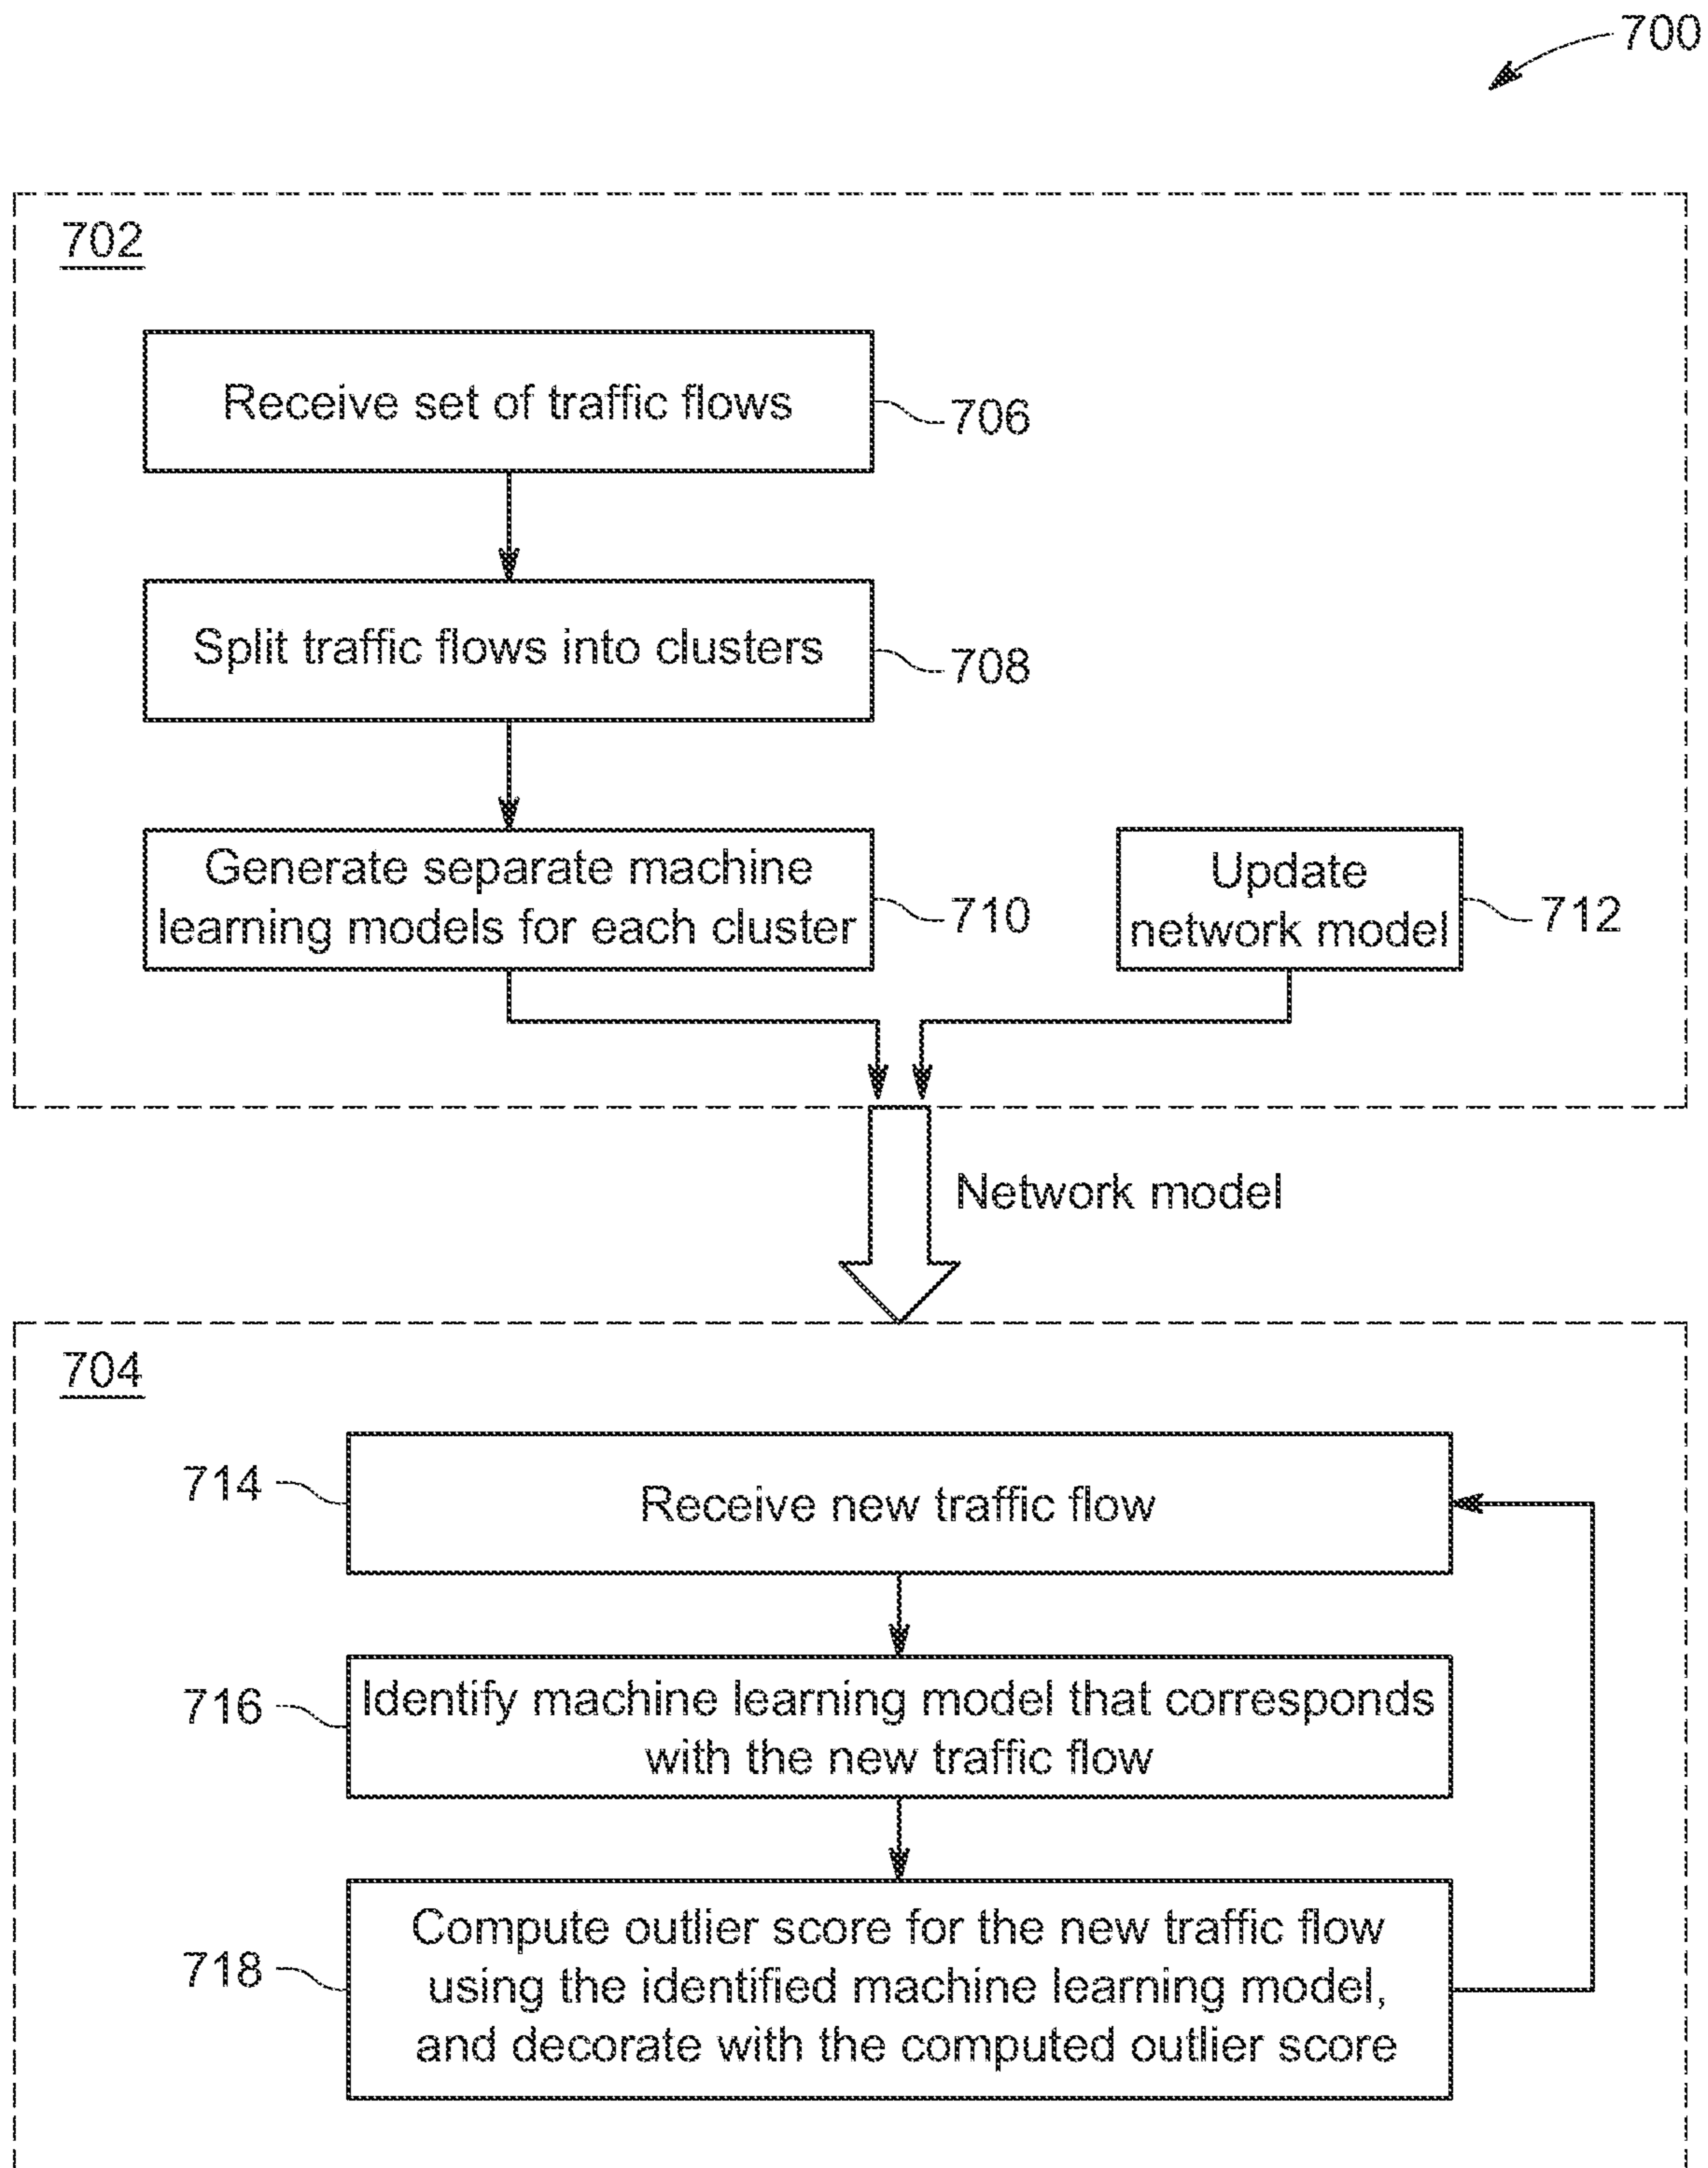 700
702
Receive set of traffic flows
706
Split traffic flows into clusters
708
Generate separate machine
learning models for each cluster
710
Update
network model
712
Network model
704
714
Receive new traffic flow
716
Identify machine learning model that corresponds
with the new traffic flow
718
Compute outlier score for the new traffic flow
using the identified machine learning model,
and decorate with the computed outlier score